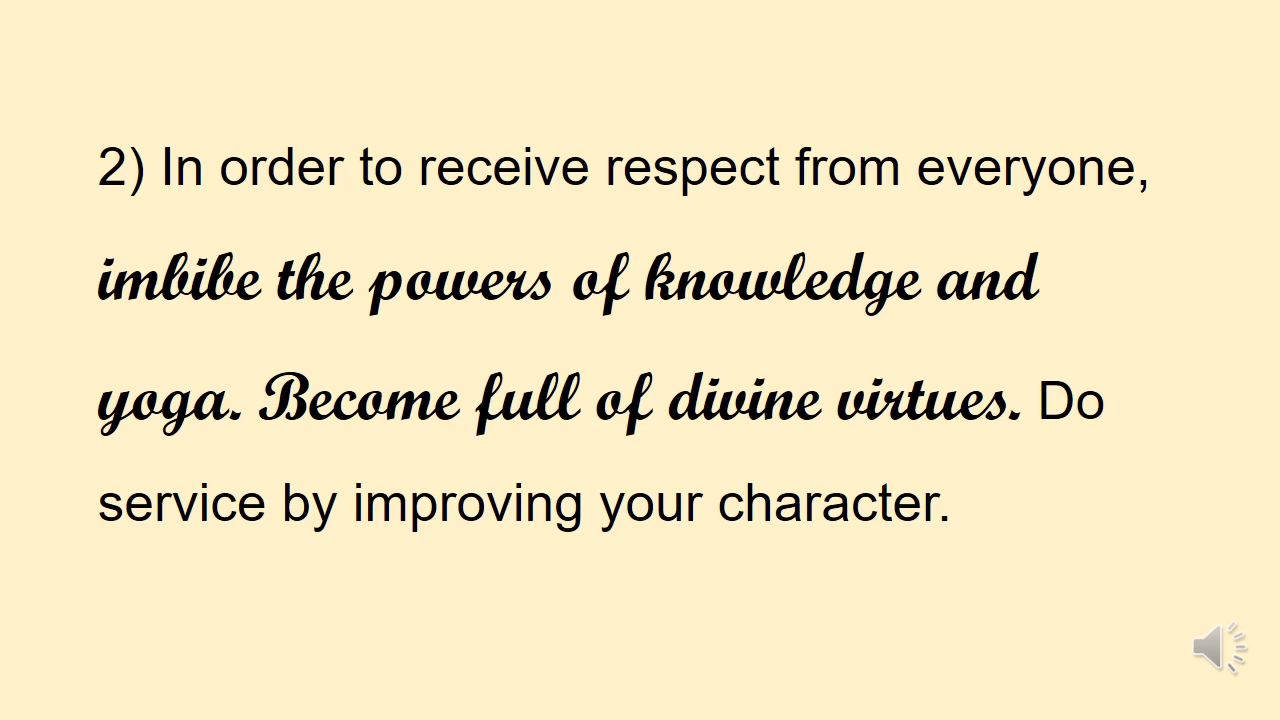 2) In order to receive respect from everyone,
imbibe the powers of knowledge and
yoga. Become full of divine virtues. Do
service by improving your character.